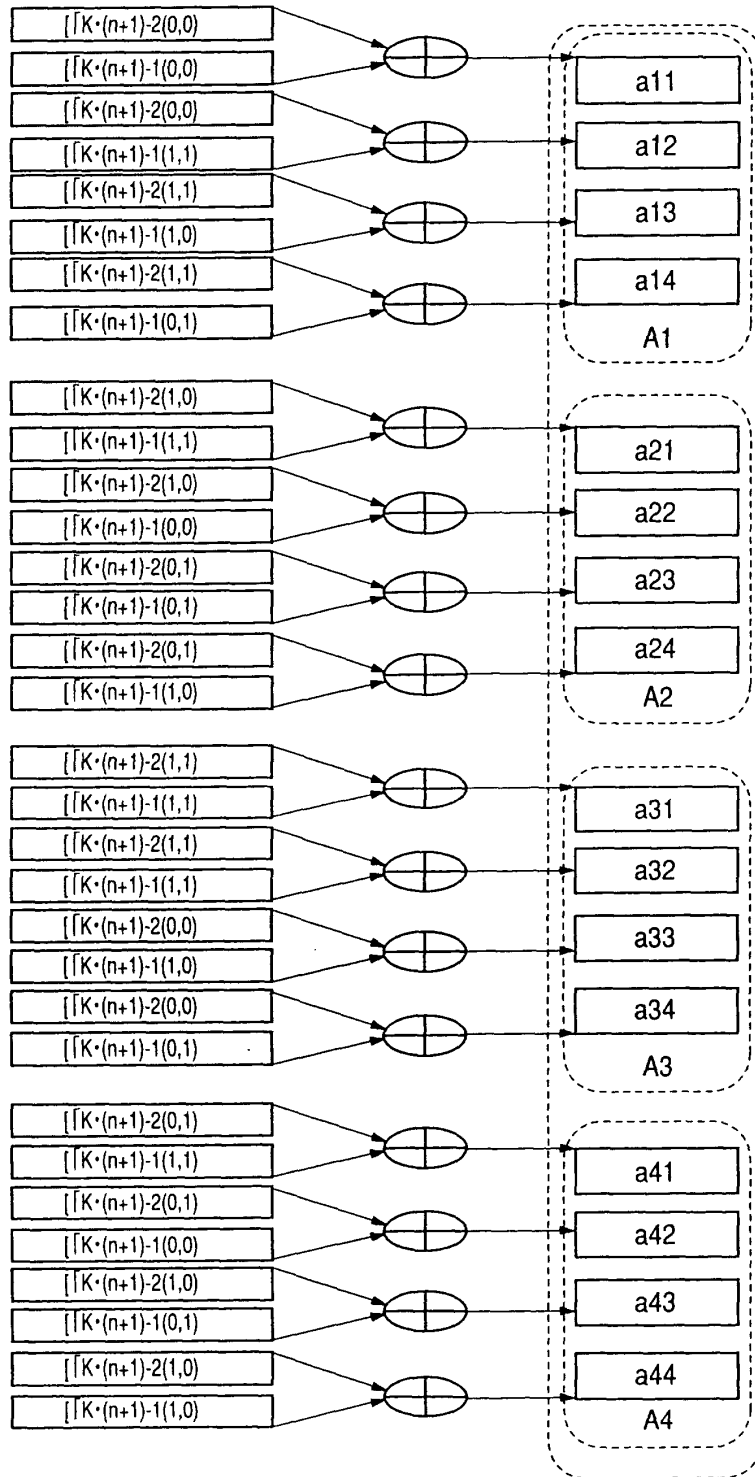 [⌈K·(n+1)-2(0,0)
[⌈K·(n+1)-1(0,0)
a11
[⌈K·(n+1)-2(0,0)
[⌈K·(n+1)-1(1,1)
a12
[⌈K·(n+1)-2(1,1)
[⌈K·(n+1)-1(1,0)
a13
[⌈K·(n+1)-2(1,1)
[⌈K·(n+1)-1(0,1)
a14
A1
[⌈K·(n+1)-2(1,0)
[⌈K·(n+1)-1(1,1)
a21
[⌈K·(n+1)-2(1,0)
[⌈K·(n+1)-1(0,0)
a22
[⌈K·(n+1)-2(0,1)
[⌈K·(n+1)-1(0,1)
a23
[⌈K·(n+1)-2(0,1)
[⌈K·(n+1)-1(1,0)
a24
A2
[⌈K·(n+1)-2(1,1)
[⌈K·(n+1)-1(1,1)
a31
[⌈K·(n+1)-2(1,1)
[⌈K·(n+1)-1(1,1)
a32
[⌈K·(n+1)-2(0,0)
[⌈K·(n+1)-1(1,0)
a33
[⌈K·(n+1)-2(0,0)
[⌈K·(n+1)-1(0,1)
a34
A3
[⌈K·(n+1)-2(0,1)
[⌈K·(n+1)-1(1,1)
a41
[⌈K·(n+1)-2(0,1)
[⌈K·(n+1)-1(0,0)
a42
[⌈K·(n+1)-2(1,0)
[⌈K·(n+1)-1(0,1)
a43
[⌈K·(n+1)-2(1,0)
[⌈K·(n+1)-1(1,0)
a44
A4